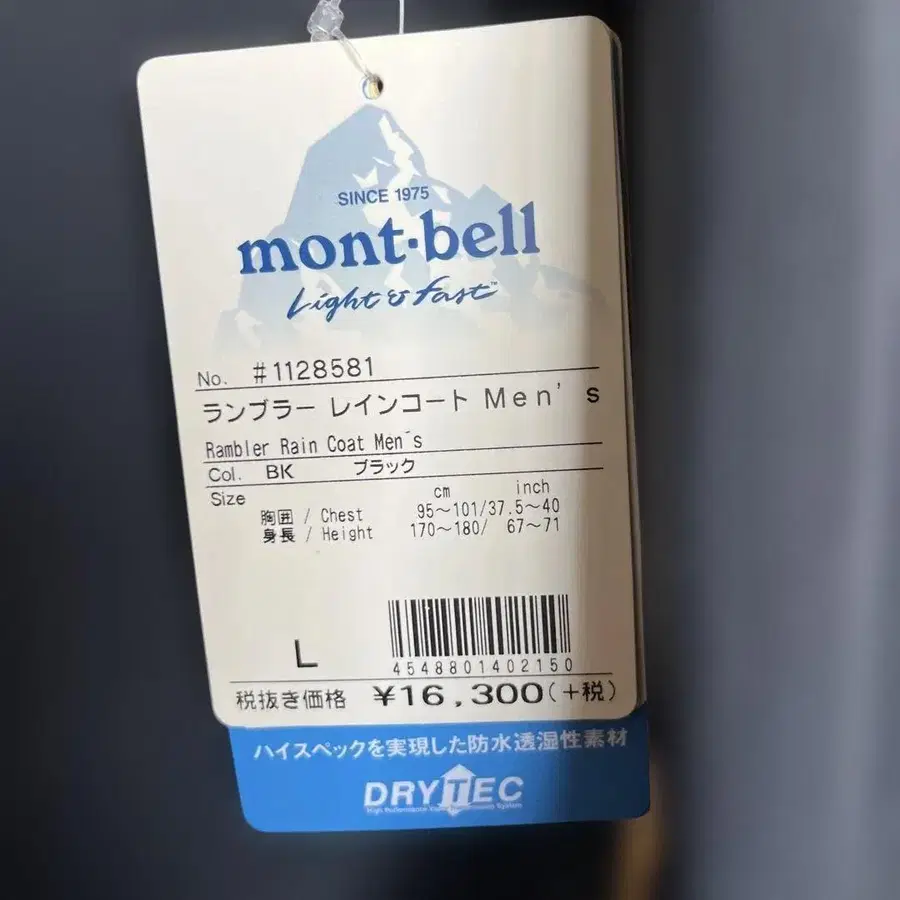 SINCE 1975
mont-bell
Light & Fast™
No. #1128581
ランブラー レインコート Men's
Rambler Rain Coat Men's
Col. BK ブラック
Size
cm inch
胸囲 / Chest 95〜101/37.5〜40
身長 / Height 170〜180/ 67〜71
L
4548801402150
税抜き価格 ¥16,300(+税)
ハイスペックを実現した防水透湿性素材
DRYTEC